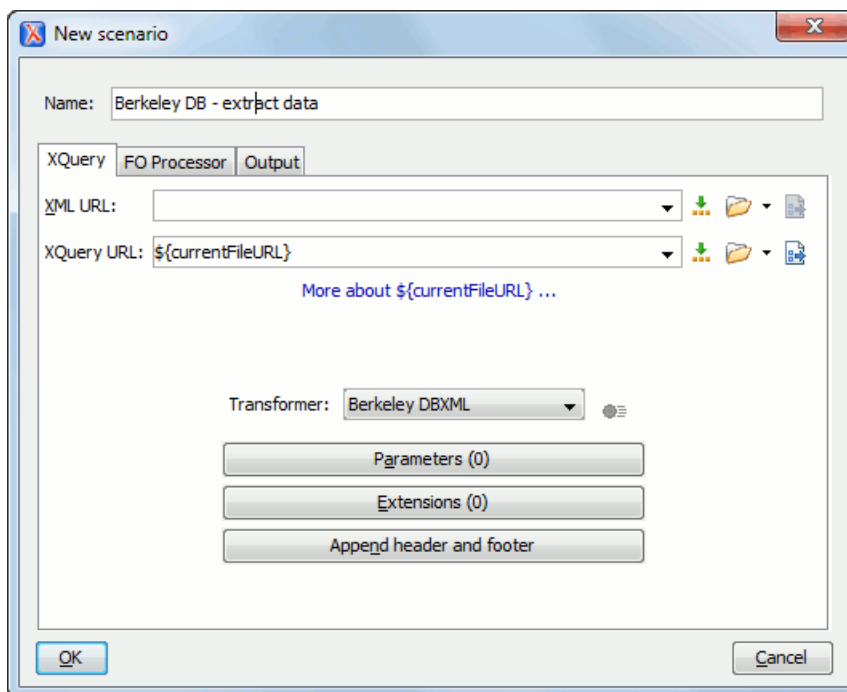 New scenario
Name: Berkeley DB - extract data
XQuery FO Processor Output
XML URL:
XQuery URL: ${currentFileURL}
More about ${currentFileURL} ...
Transformer: Berkeley DBXML
Parameters (0)
Extensions (0)
Append header and footer
OK Cancel